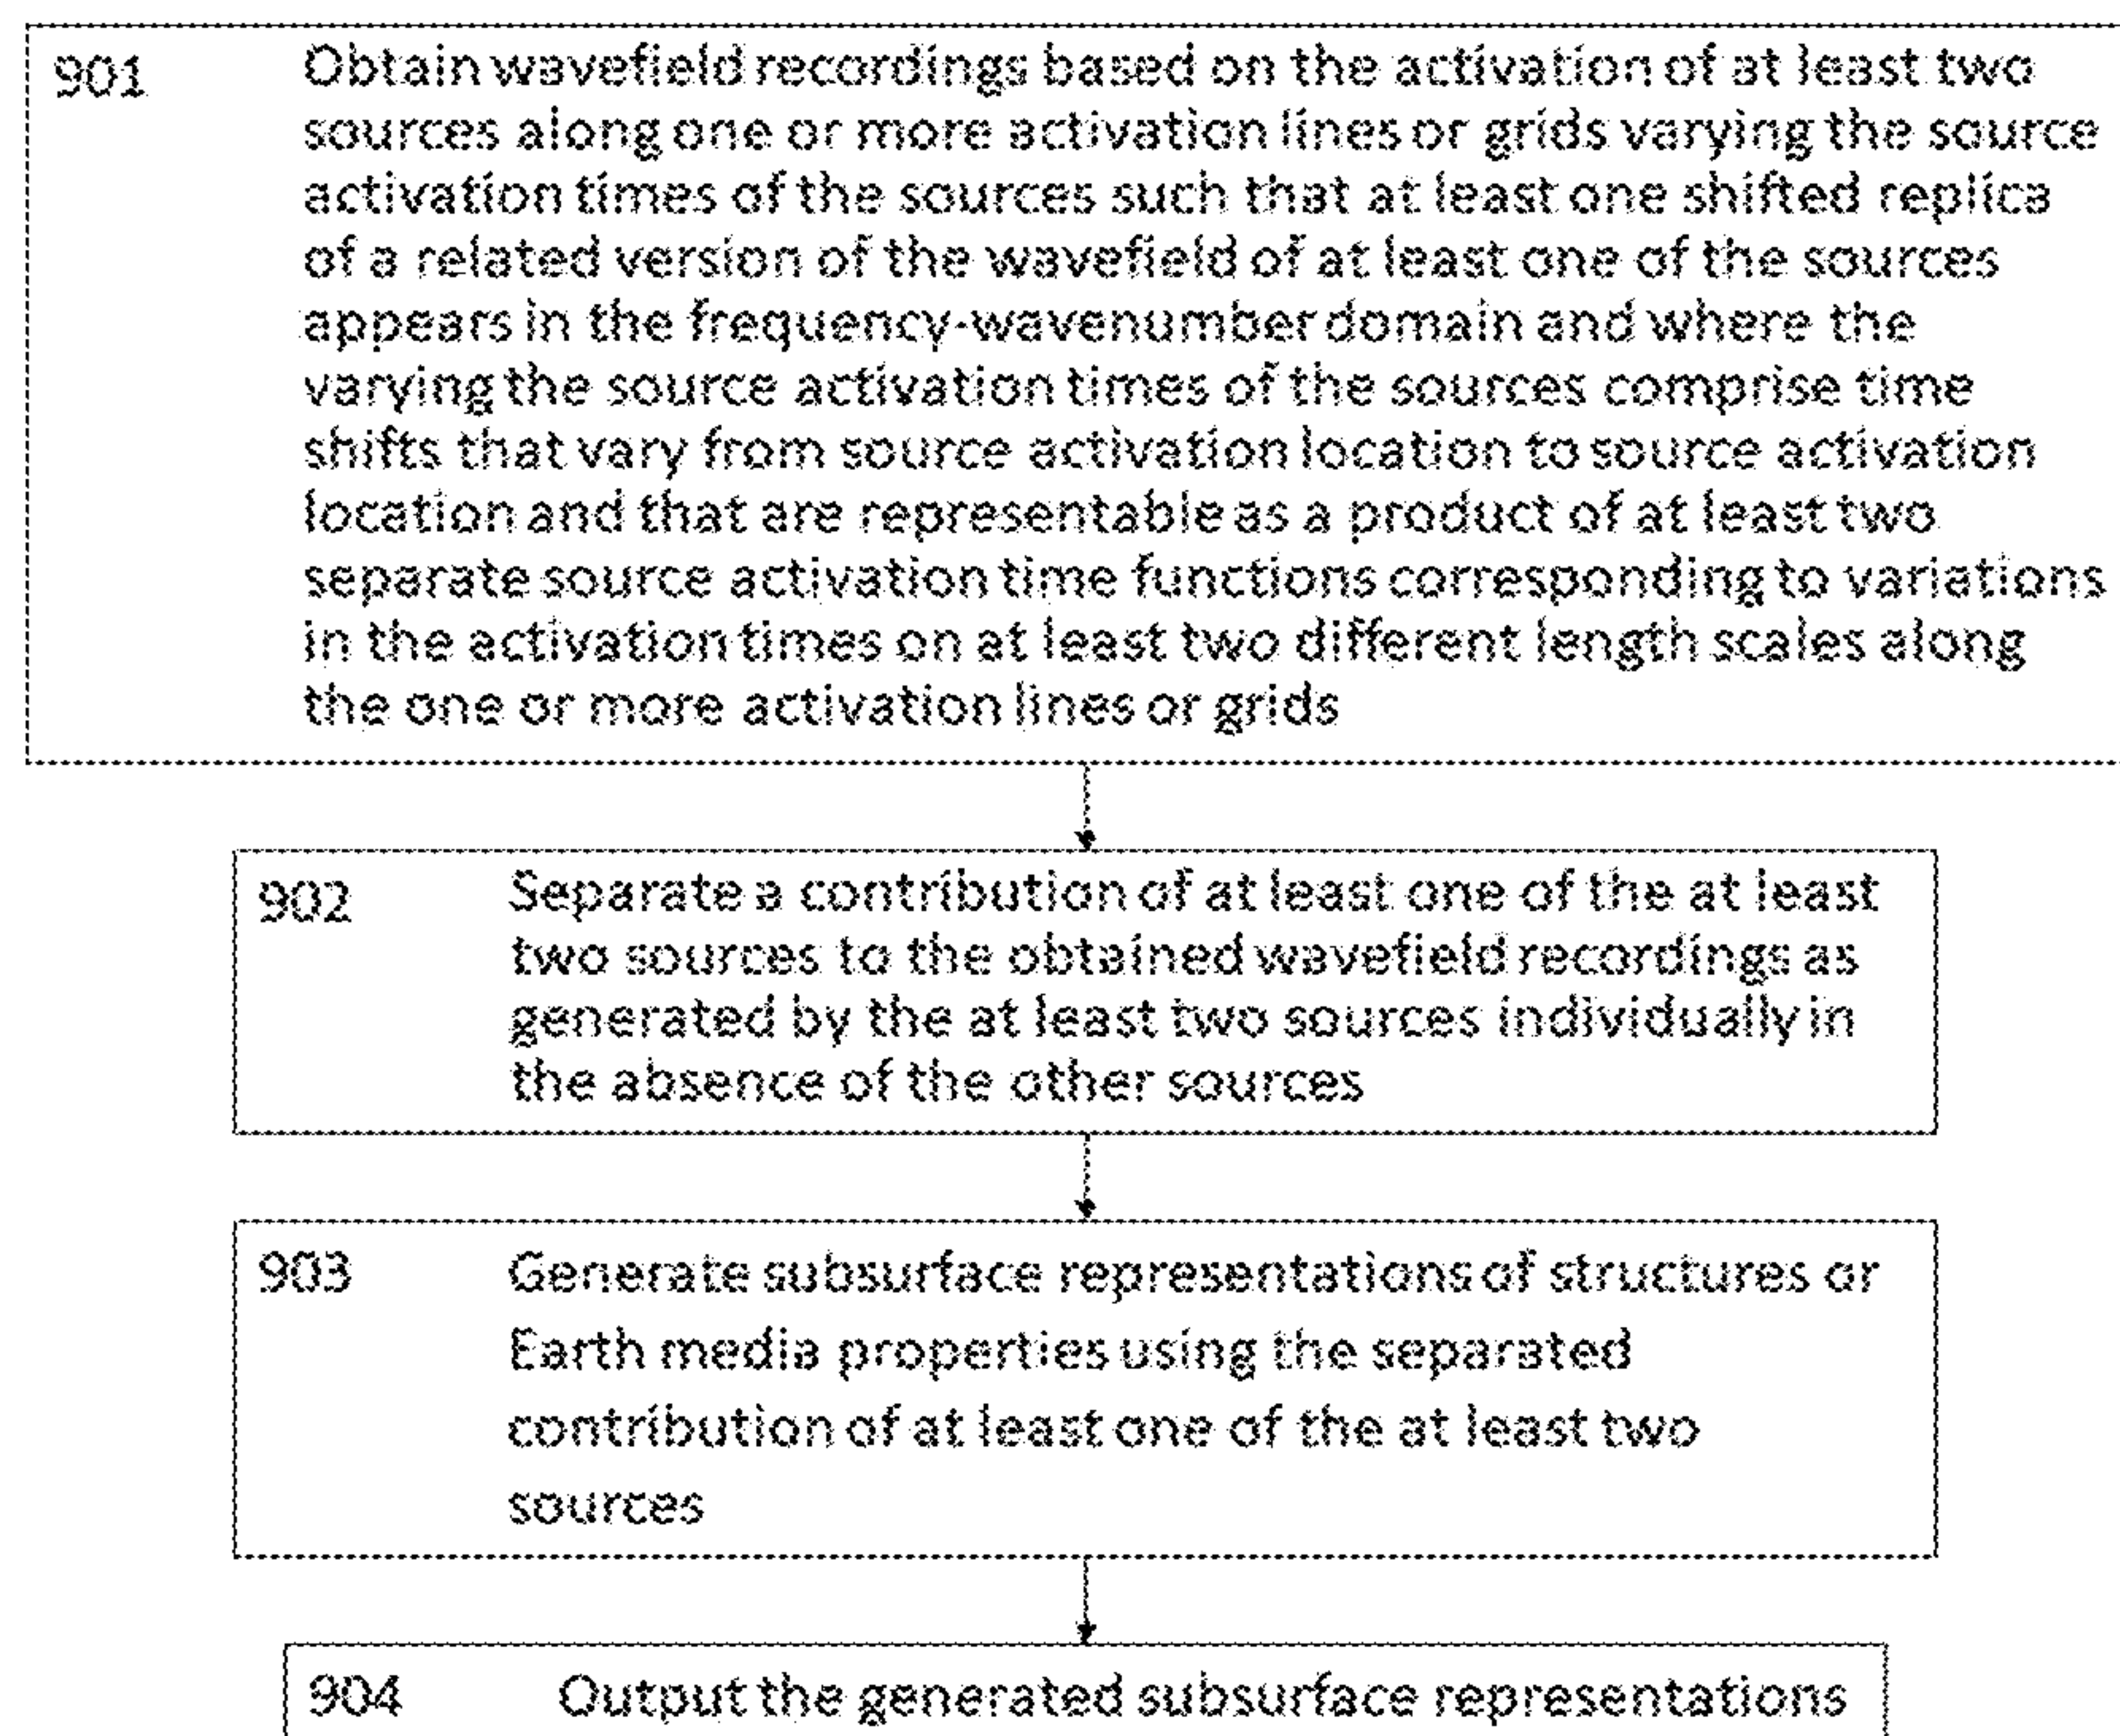 901 Obtain wavefield recordings based on the activation of at least two
sources along one or more activation lines or grids varying the source
activation times of the sources such that at least one shifted replica
of a related version of the wavefield of at least one of the sources
appears in the frequency-wavenumber domain and where the
varying the source activation times of the sources comprise time
shifts that vary from source activation location to source activation
location and that are representable as a product of at least two
separate source activation time functions corresponding to variations
in the activation times on at least two different length scales along
the one or more activation lines or grids
902 Separate a contribution of at least one of the at least
two sources to the obtained wavefield recordings as
generated by the at least two sources individually in
the absence of the other sources
903 Generate subsurface representations of structures or
Earth media properties using the separated
contribution of at least one of the at least two
sources
904 Output the generated subsurface representations